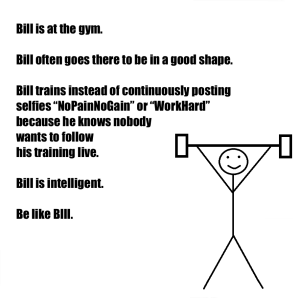 Bill is at the gym.
Bill often goes there to be in a good shape.
Bill trains instead of continuously posting
selfies “NoPainNoGain” or “WorkHard”
because he knows nobody
wants to follow
his training live.
Bill is intelligent.
Be like BIll.